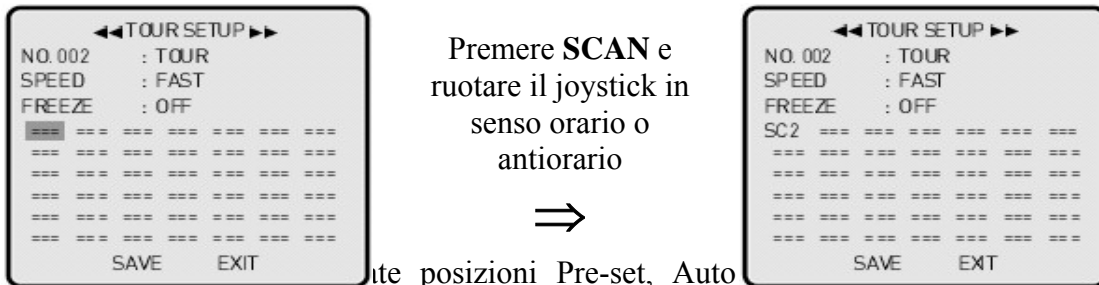 ◄◄TOUR SETUP►►
NO. 002 : TOUR
SPEED : FAST
FREEZE : OFF
=== === === === === === ===
=== === === === === === ===
=== === === === === === ===
=== === === === === === ===
=== === === === === === ===
=== === === === === === ===
SAVE EXIT
Premere SCAN e
ruotare il joystick in
senso orario o
antiorario
⇒
posizioni Pre-set, Auto
◄◄ TOUR SETUP ►►
NO. 002 : TOUR
SPEED : FAST
FREEZE : OFF
SC2 === === === === === ===
=== === === === === === ===
=== === === === === === ===
=== === === === === === ===
=== === === === === === ===
=== === === === === === ===
SAVE EXIT